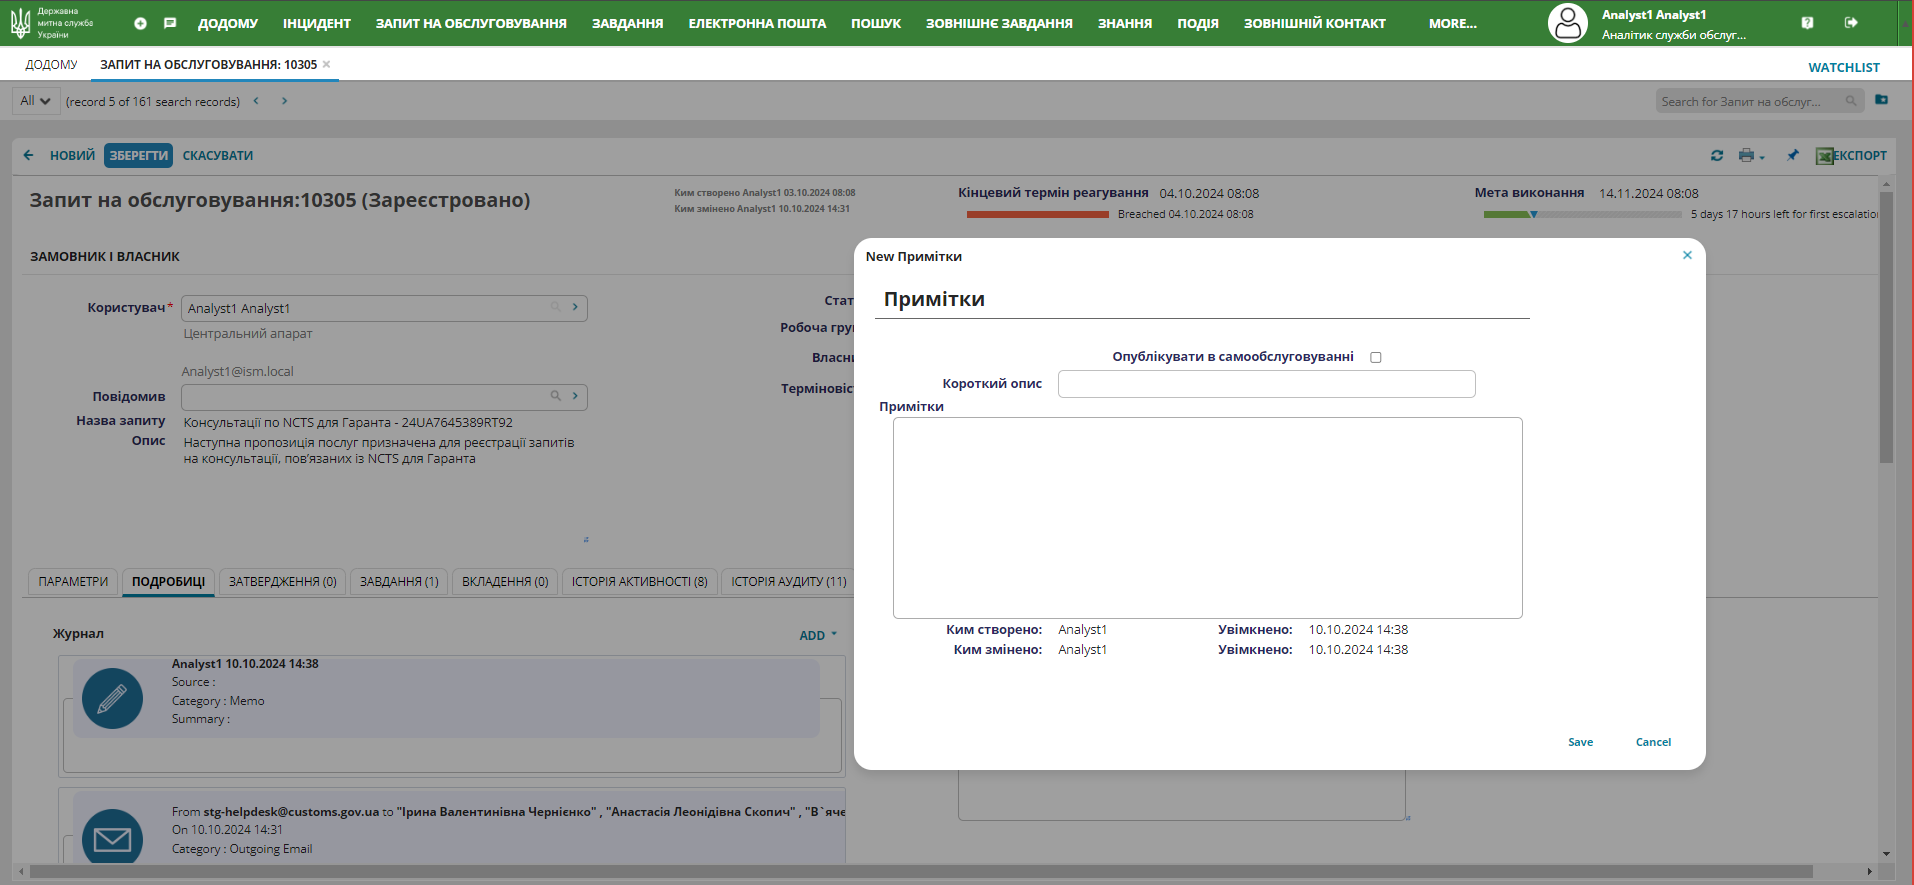 Державна
митна служба
України
ДОДОМУ ІНЦИДЕНТ ЗАПИТ НА ОБСЛУГОВУВАННЯ ЗАВДАННЯ ЕЛЕКТРОННА ПОШТА ПОШУК ЗОВНІШНЄ ЗАВДАННЯ ЗНАННЯ ПОДІЯ ЗОВНІШНІЙ КОНТАКТ MORE...
Analyst1 Analyst1
Аналітик служби обслуг...
ДОДОМУ ЗАПИТ НА ОБСЛУГОВУВАННЯ: 10305 ×
WATCHLIST
All (record 5 of 161 search records)
Search for Запит на обслуг...
НОВИЙ ЗБЕРЕГТИ СКАСУВАТИ
ЕКСПОРТ
Запит на обслуговування:10305 (Зареєстровано)
Ким створено Analyst1 03.10.2024 08:08
Ким змінено Analyst1 10.10.2024 14:31
Кінцевий термін реагування 04.10.2024 08:08
Breached 04.10.2024 08:08
Мета виконання 14.11.2024 08:08
5 days 17 hours left for first escalation
ЗАМОВНИК І ВЛАСНИК
Користувач* Analyst1 Analyst1
Центральний апарат
Analyst1@ism.local
Повідомив
Назва запиту Консультації по NCTS для Гаранта - 24UA7645389RT92
Опис Наступна пропозиція послуг призначена для реєстрації запитів
на консультації, пов’язаних із NCTS для Гаранта
Стат
Робоча гру
Власни
Терміновіс
ПАРАМЕТРИ ПОДРОБИЦІ ЗАТВЕРДЖЕННЯ (0) ЗАВДАННЯ (1) ВКЛАДЕННЯ (0) ІСТОРІЯ АКТИВНОСТІ (8) ІСТОРІЯ АУДИТУ (11)
Журнал
ADD
Analyst1 10.10.2024 14:38
Source :
Category : Memo
Summary :
From stg-helpdesk@customs.gov.ua to "Ірина Валентинівна Чернієнко" , "Анастасія Леонідівна Скопич" , "В`яче
On 10.10.2024 14:31
Category : Outgoing Email
New Примітки
×
Примітки
Опублікувати в самообслуговуванні
Короткий опис
Примітки
Ким створено: Analyst1 Увімкнено: 10.10.2024 14:38
Ким змінено: Analyst1 Увімкнено: 10.10.2024 14:38
Save Cancel